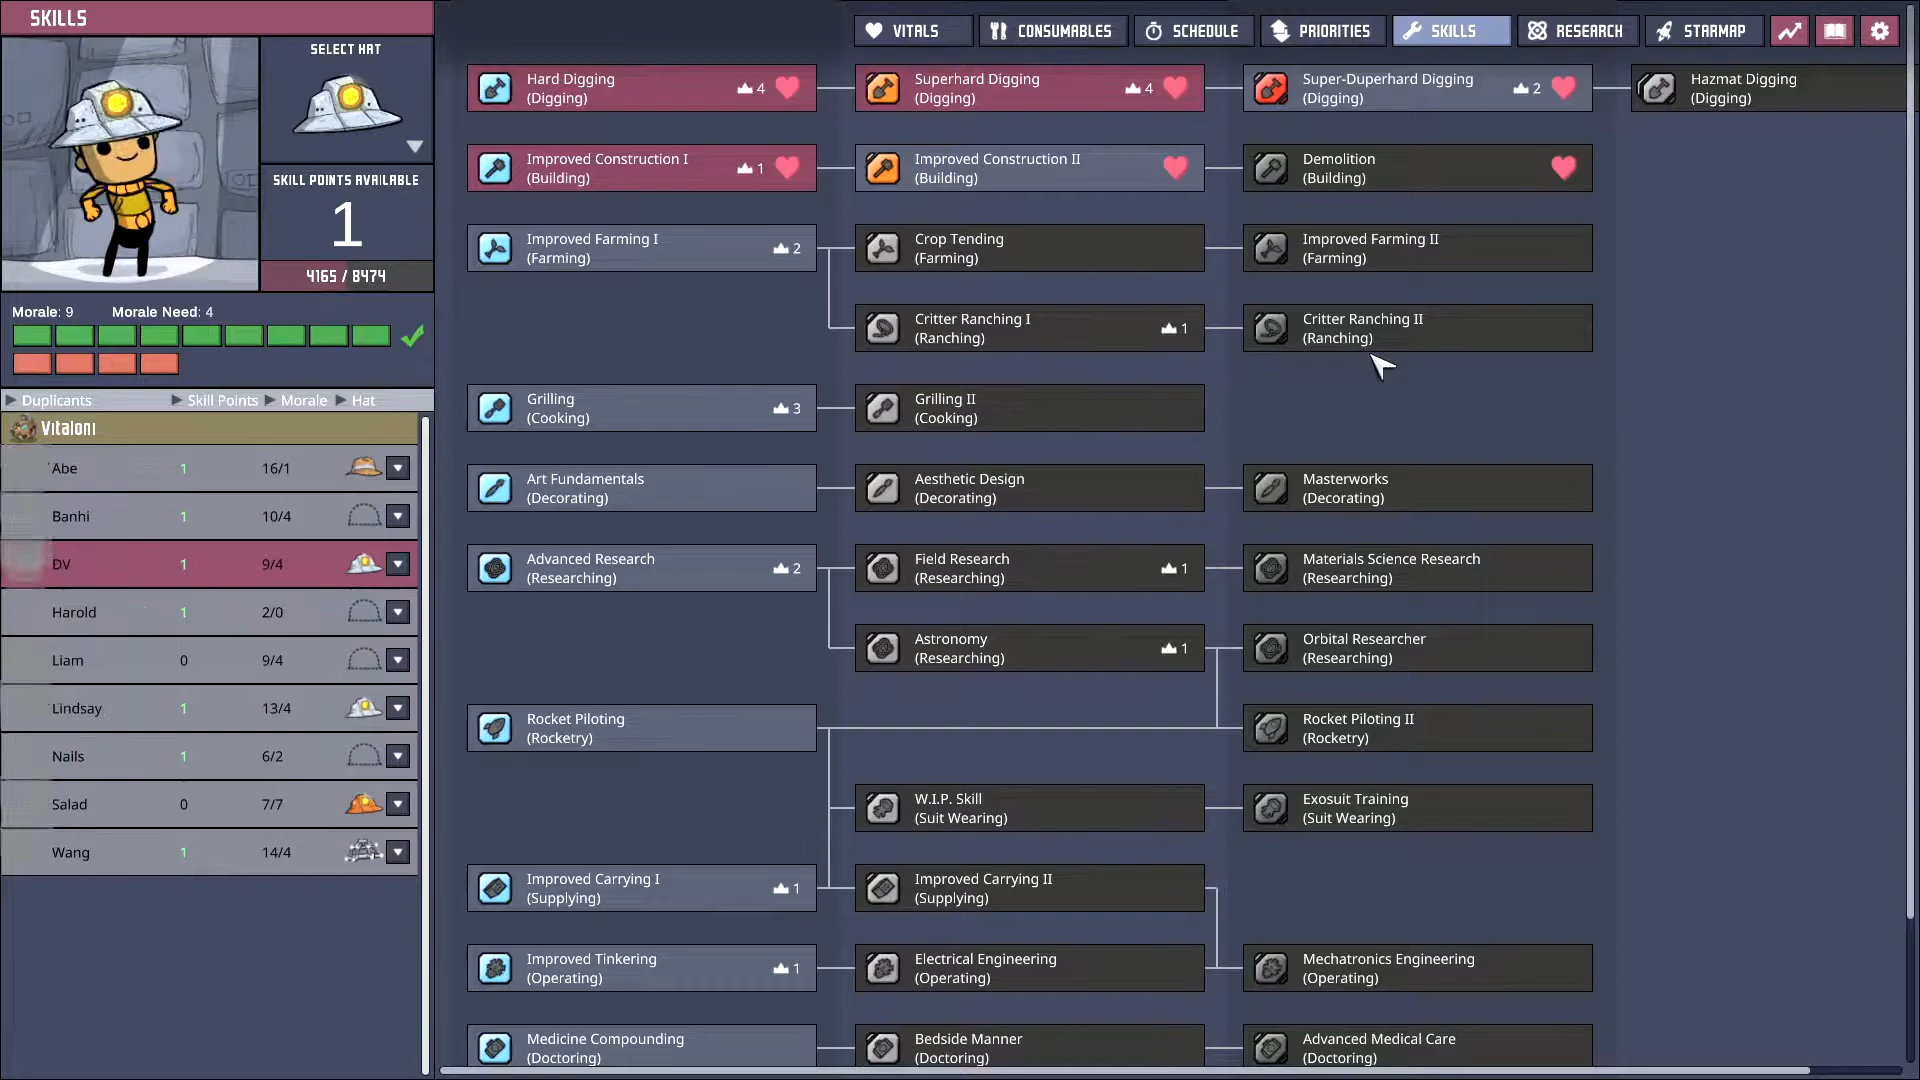 SKILLS
VITALS
CONSUMABLES
SCHEDULE
PRIORITIES
SKILLS
RESEARCH
STARMAP
SELECT HAT
SKILL POINTS AVAILABLE
1
4165 / 8474
Morale: 9 Morale Need: 4
Duplicants Skill Points Morale Hat
Vitaloni
Abe 1 16/1
Banhi 1 10/4
DV 1 9/4
Harold 1 2/0
Liam 0 9/4
Lindsay 1 13/4
Nails 1 6/2
Salad 0 7/7
Wang 1 14/4
Hard Digging
(Digging)
4
Superhard Digging
(Digging)
4
Super-Duperhard Digging
(Digging)
2
Hazmat Digging
(Digging)
Improved Construction I
(Building)
1
Improved Construction II
(Building)
Demolition
(Building)
Improved Farming I
(Farming)
2
Crop Tending
(Farming)
Improved Farming II
(Farming)
Critter Ranching I
(Ranching)
1
Critter Ranching II
(Ranching)
Grilling
(Cooking)
3
Grilling II
(Cooking)
Art Fundamentals
(Decorating)
Aesthetic Design
(Decorating)
Masterworks
(Decorating)
Advanced Research
(Researching)
2
Field Research
(Researching)
1
Materials Science Research
(Researching)
Astronomy
(Researching)
1
Orbital Researcher
(Researching)
Rocket Piloting
(Rocketry)
Rocket Piloting II
(Rocketry)
W.I.P. Skill
(Suit Wearing)
Exosuit Training
(Suit Wearing)
Improved Carrying I
(Supplying)
1
Improved Carrying II
(Supplying)
Improved Tinkering
(Operating)
1
Electrical Engineering
(Operating)
Mechatronics Engineering
(Operating)
Medicine Compounding
(Doctoring)
Bedside Manner
(Doctoring)
Advanced Medical Care
(Doctoring)